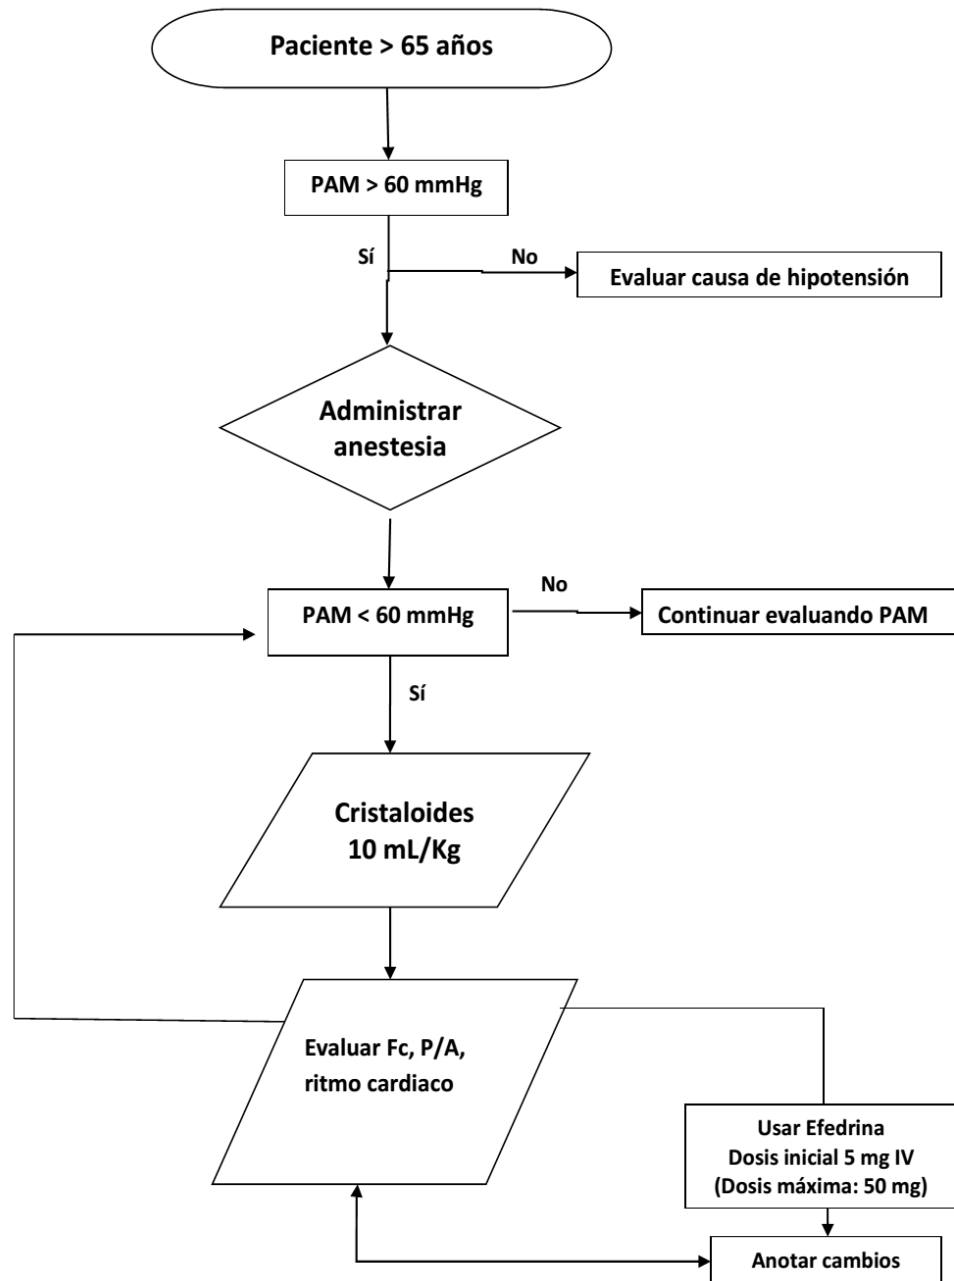 Paciente > 65 años
PAM > 60 mmHg
Sí
No
Evaluar causa de hipotensión
Administrar
anestesia
No
PAM < 60 mmHg
Continuar evaluando PAM
Sí
Cristaloides
10 mL/Kg
Evaluar Fc, P/A,
ritmo cardiaco
Usar Efedrina
Dosis inicial 5 mg IV
(Dosis máxima: 50 mg)
Anotar cambios